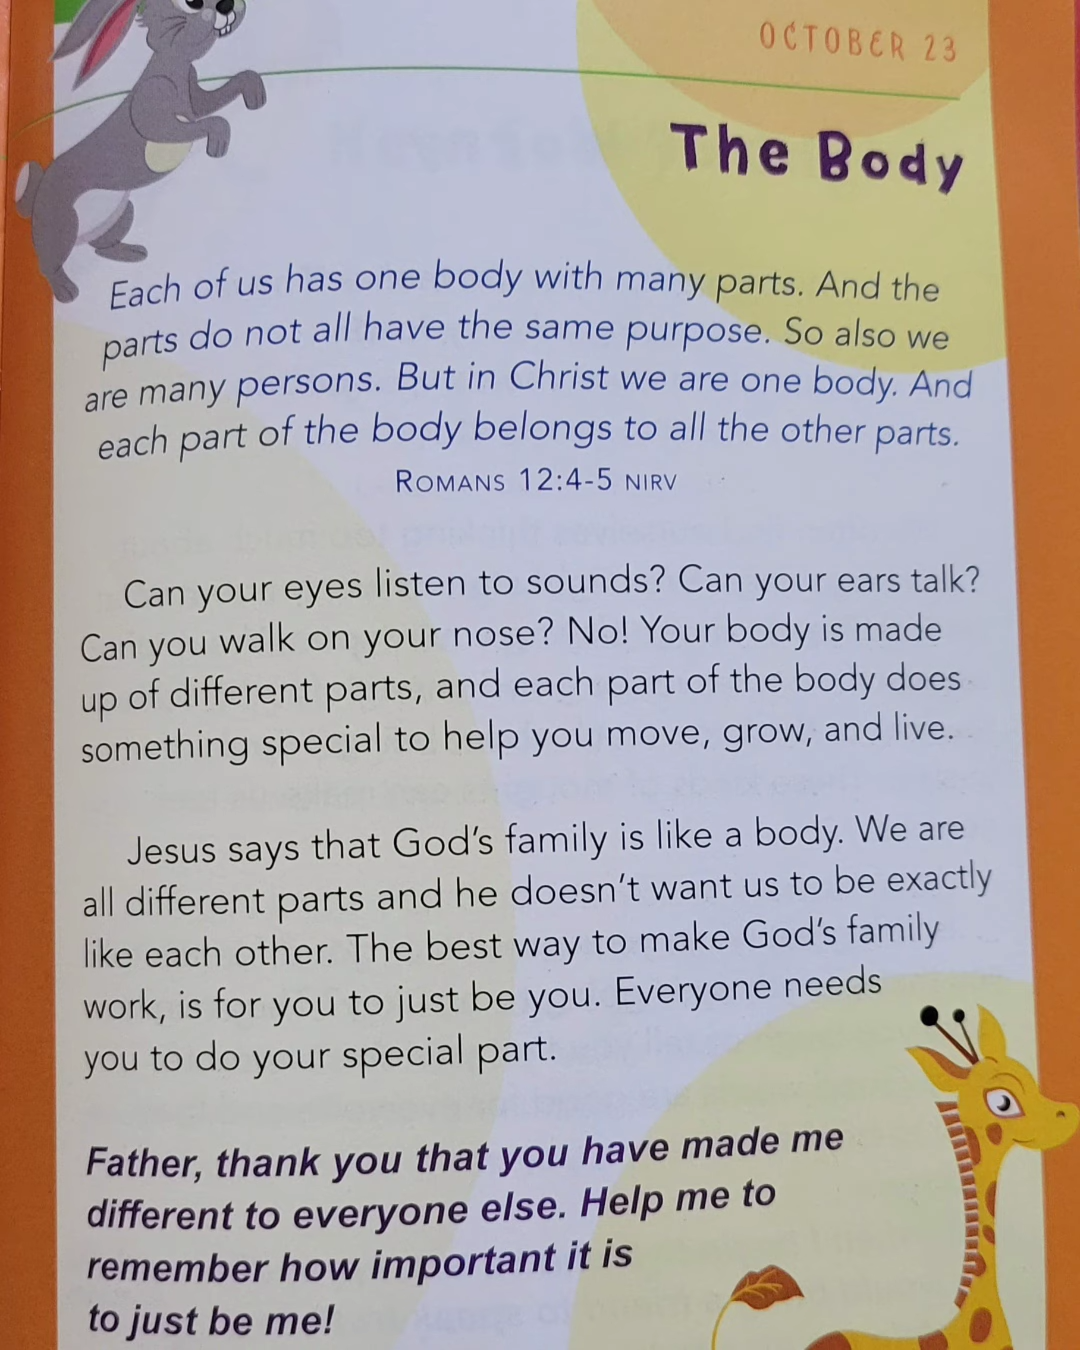 OCTOBER 23
The Body
Each of us has one body with many parts. And the
parts do not all have the same purpose. So also we
are many persons. But in Christ we are one body. And
each part of the body belongs to all the other parts.
ROMANS 12:4-5 NIRV
Can your eyes listen to sounds? Can your ears talk?
Can you walk on your nose? No! Your body is made
up of different parts, and each part of the body does
something special to help you move, grow, and live.
Jesus says that God's family is like a body. We are
all different parts and he doesn't want us to be exactly
like each other. The best way to make God's family
work, is for you to just be you. Everyone needs
you to do your special part.
Father, thank you that you have made me
different to everyone else. Help me to
remember how important it is
to just be me!